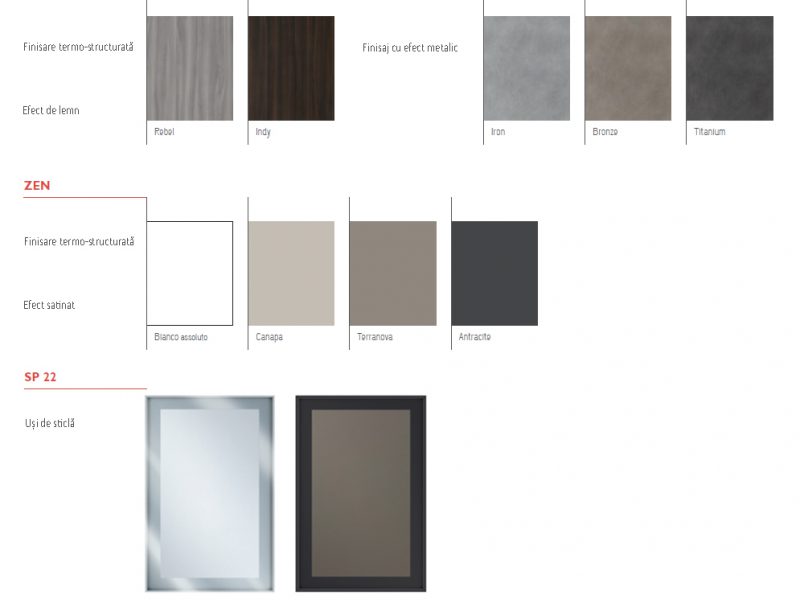 Finisare termo-structurată
Finisaj cu efect metalic
Efect de lemn
Rebel
Indy
Iron
Bronze
Titanium
ZEN
Finisare termo-structurată
Efect satinat
Bianco assoluto
Canapa
Terranova
Antracite
SP 22
Uși de sticlă